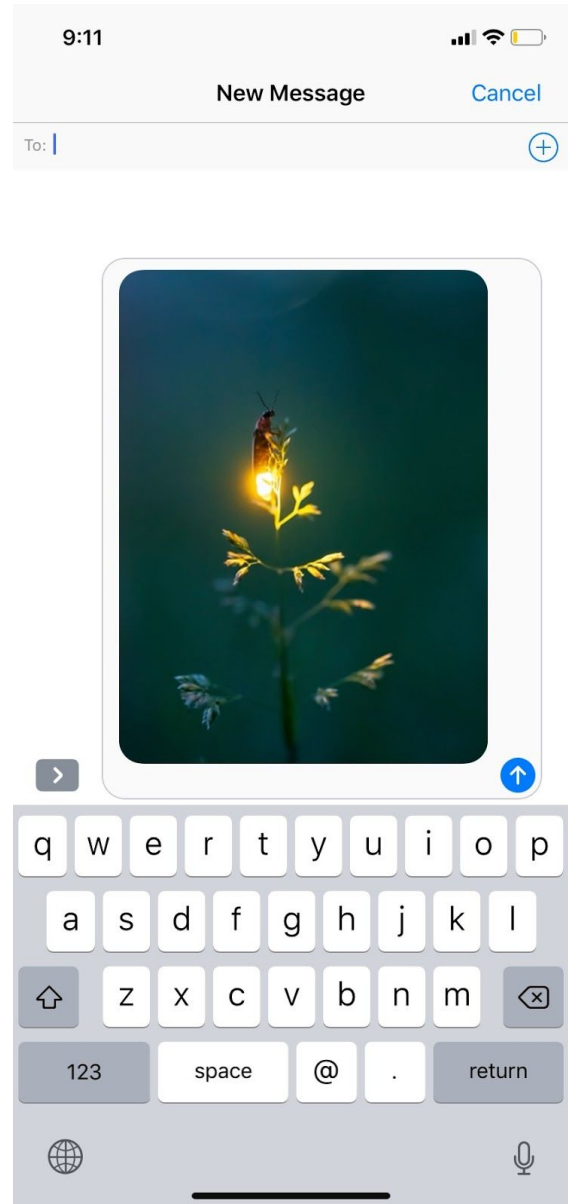 9:11
New Message Cancel
To:
q w e r t y u i o p
a s d f g h j k l
z x c v b n m
123 space @ . return